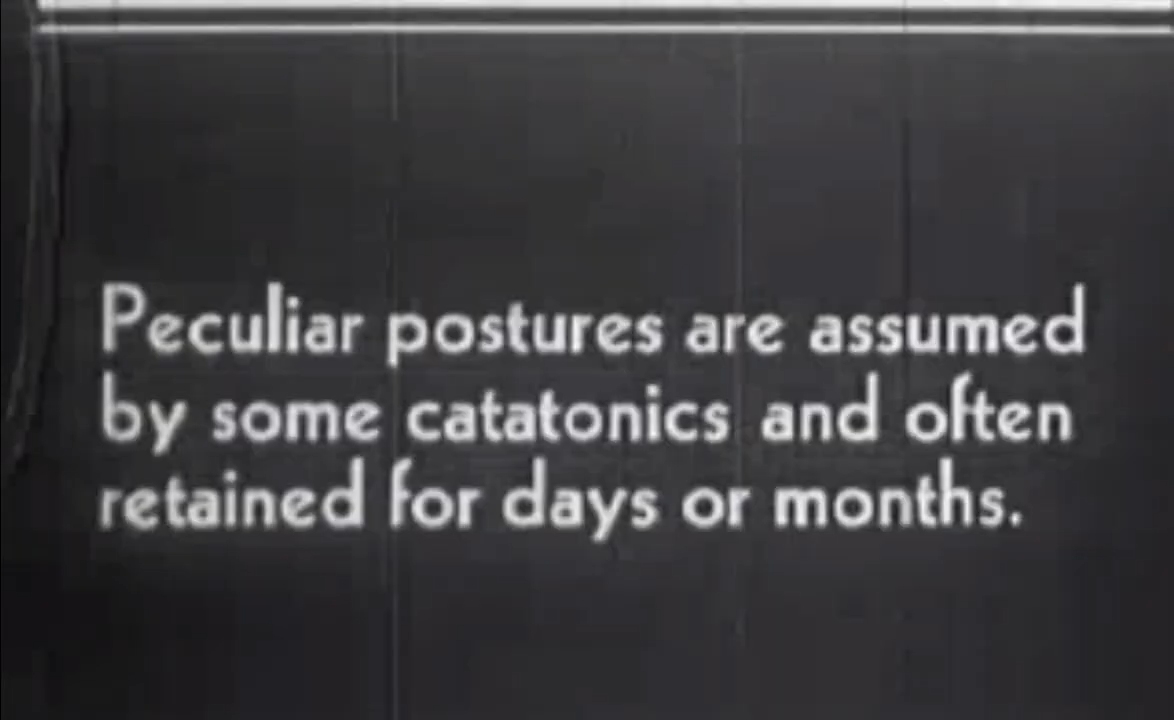 Peculiar postures are assumed
by some catatonics and often
retained for days or months.